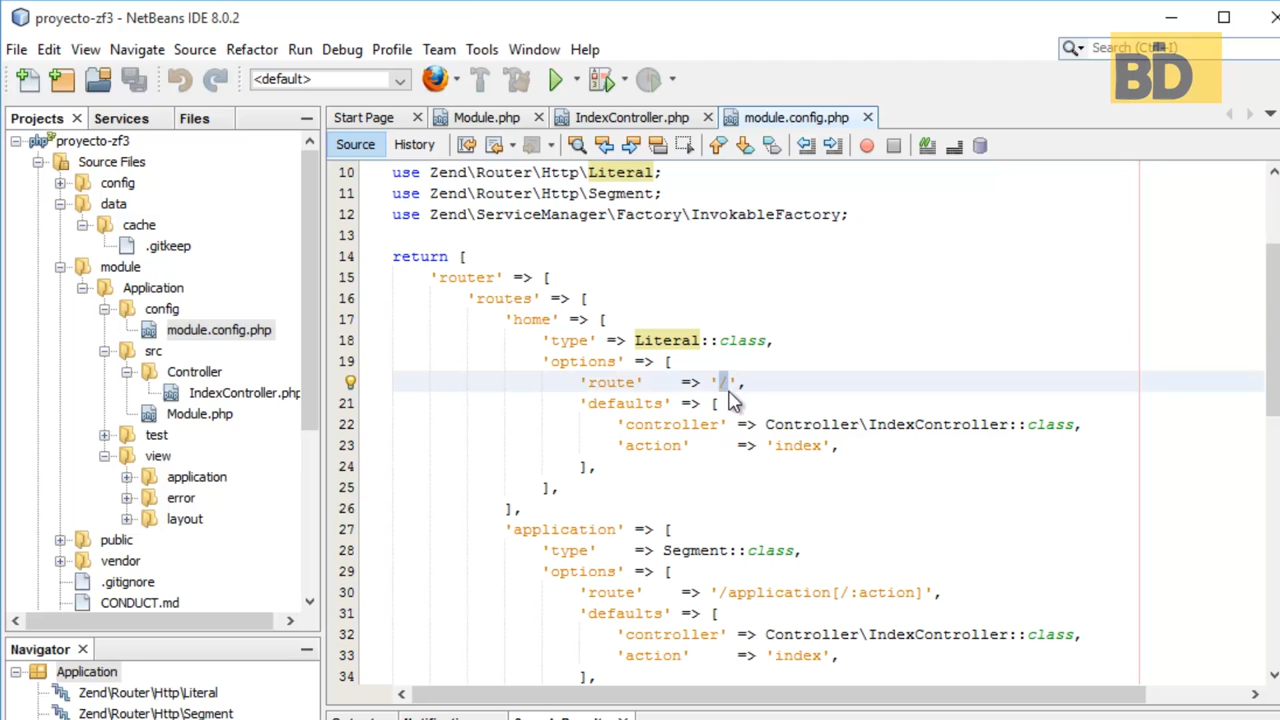 proyecto-zf3 - NetBeans IDE 8.0.2
File Edit View Navigate Source Refactor Run Debug Profile Team Tools Window Help
Search (Ctrl+I)
BD
<default>
Projects Services Files
Start Page Module.php IndexController.php module.config.php
Source History
proyecto-zf3
Source Files
config
data
cache
.gitkeep
module
Application
config
module.config.php
src
Controller
IndexController.php
Module.php
test
view
application
error
layout
public
vendor
.gitignore
CONDUCT.md
10 use Zend\Router\Http\Literal;
11 use Zend\Router\Http\Segment;
12 use Zend\ServiceManager\Factory\InvokableFactory;
13
14 return [
15 'router' => [
16 'routes' => [
17 'home' => [
18 'type' => Literal::class,
19 'options' => [
'route' => '/',
21 'defaults' => [
22 'controller' => Controller\IndexController::class,
23 'action' => 'index',
24 ],
25 ],
26 ],
27 'application' => [
28 'type' => Segment::class,
29 'options' => [
30 'route' => '/application[/:action]',
31 'defaults' => [
32 'controller' => Controller\IndexController::class,
33 'action' => 'index',
34 ],
Navigator
Application
Zend\Router\Http\Literal
Zend\Router\Http\Segment